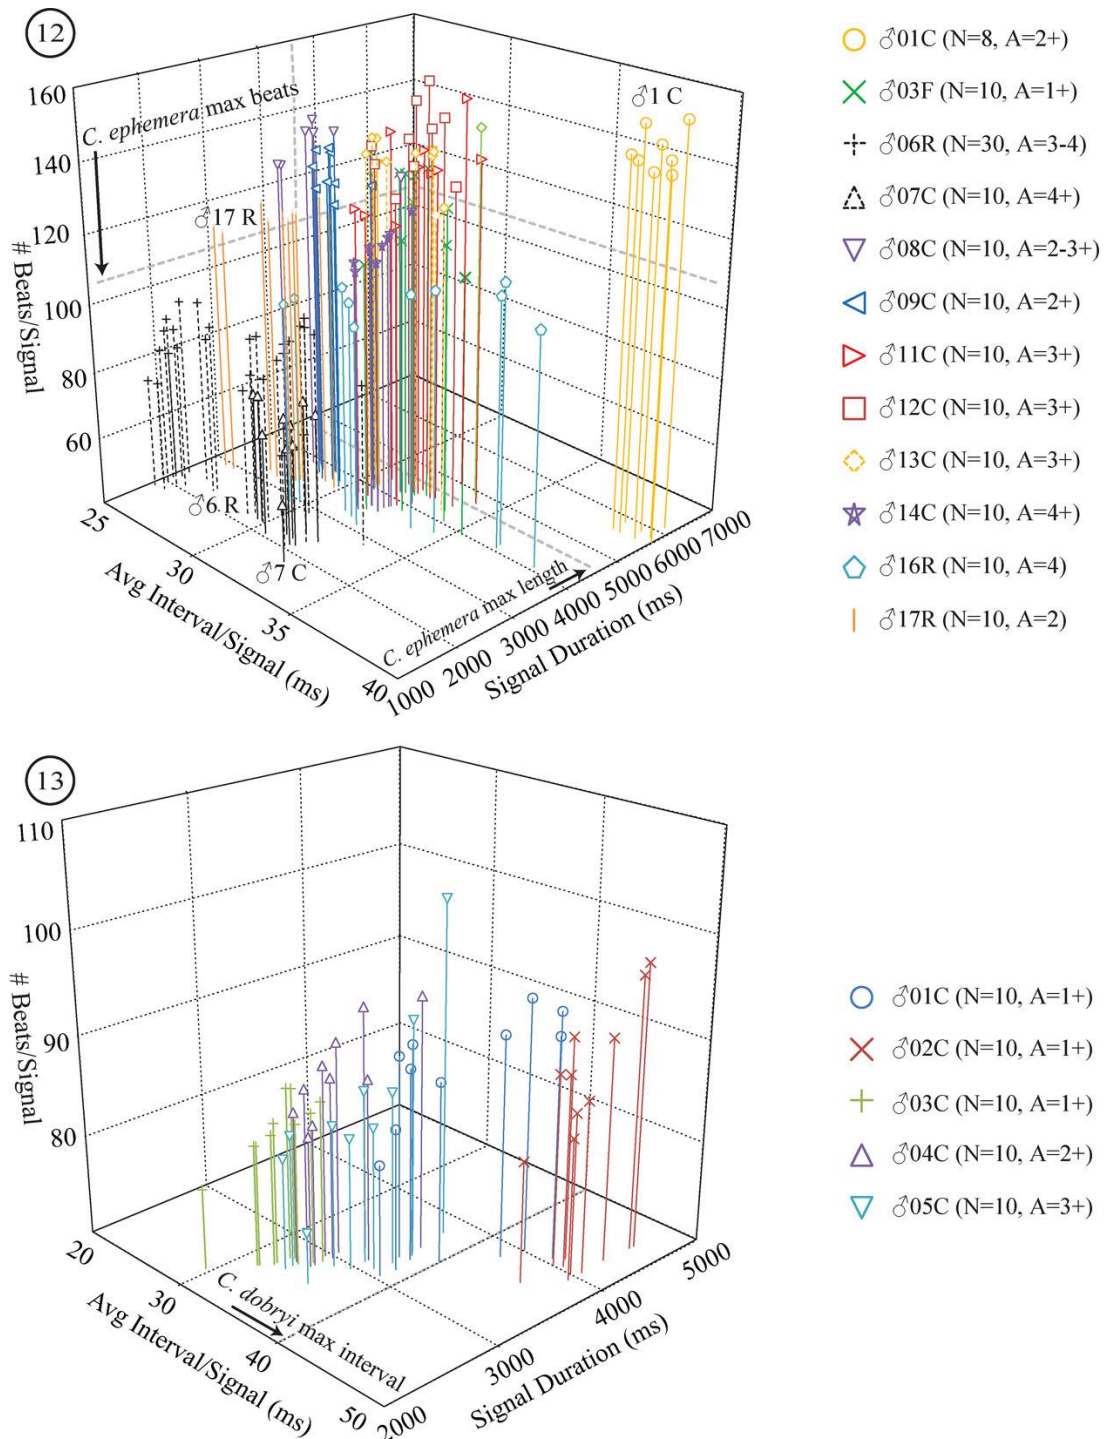 12
160
140
120
100
80
60
# Beats/Signal
C. ephemera max beats
♂17 R
♂6 R
♂7 C
♂1 C
25
30
35
40
Avg Interval/Signal (ms)
C. ephemera max length
1000
2000
3000
4000
5000
6000
7000
Signal Duration (ms)
♂01C (N=8, A=2+)
♂03F (N=10, A=1+)
♂06R (N=30, A=3-4)
♂07C (N=10, A=4+)
♂08C (N=10, A=2-3+)
♂09C (N=10, A=2+)
♂11C (N=10, A=3+)
♂12C (N=10, A=3+)
♂13C (N=10, A=3+)
♂14C (N=10, A=4+)
♂16R (N=10, A=4)
♂17R (N=10, A=2)
13
110
100
90
80
# Beats/Signal
20
30
40
50
Avg Interval/Signal (ms)
C. dobryi max interval
2000
3000
4000
5000
Signal Duration (ms)
♂01C (N=10, A=1+)
♂02C (N=10, A=1+)
♂03C (N=10, A=1+)
♂04C (N=10, A=2+)
♂05C (N=10, A=3+)